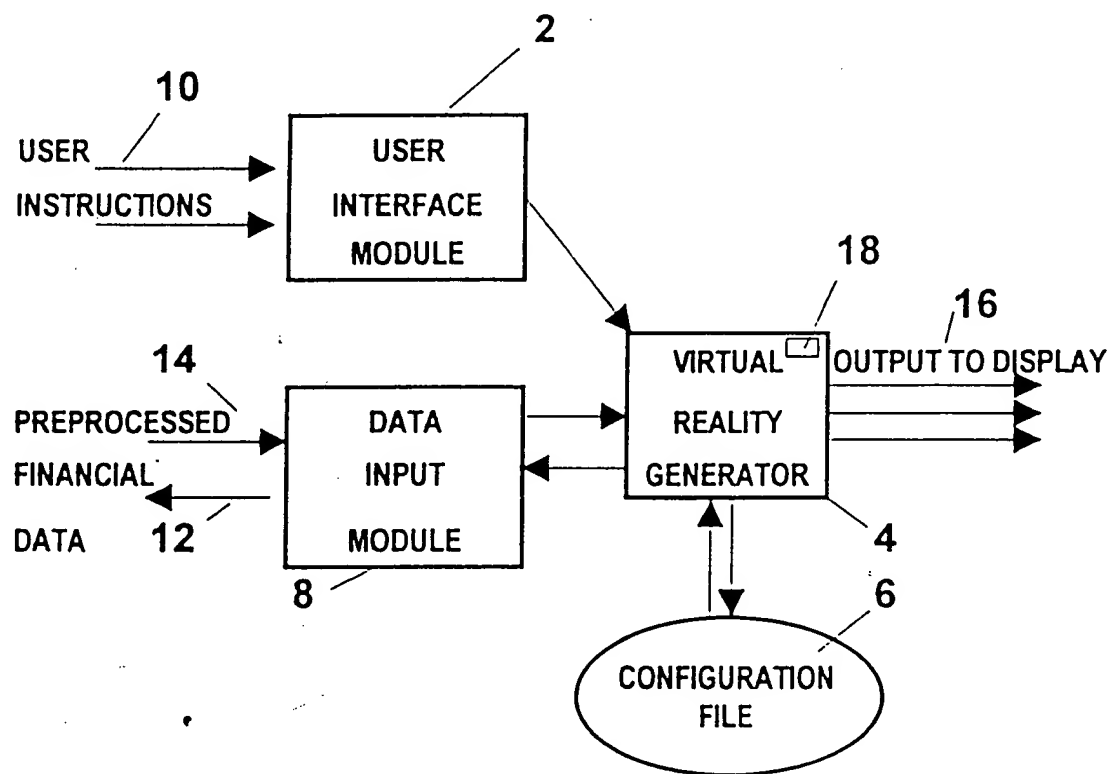 2
10
USER
INSTRUCTIONS
USER
INTERFACE
MODULE
18
16
14
VIRTUAL
REALITY
GENERATOR
OUTPUT TO DISPLAY
PREPROCESSED
FINANCIAL
DATA
12
DATA
INPUT
MODULE
8
4
6
CONFIGURATION
FILE